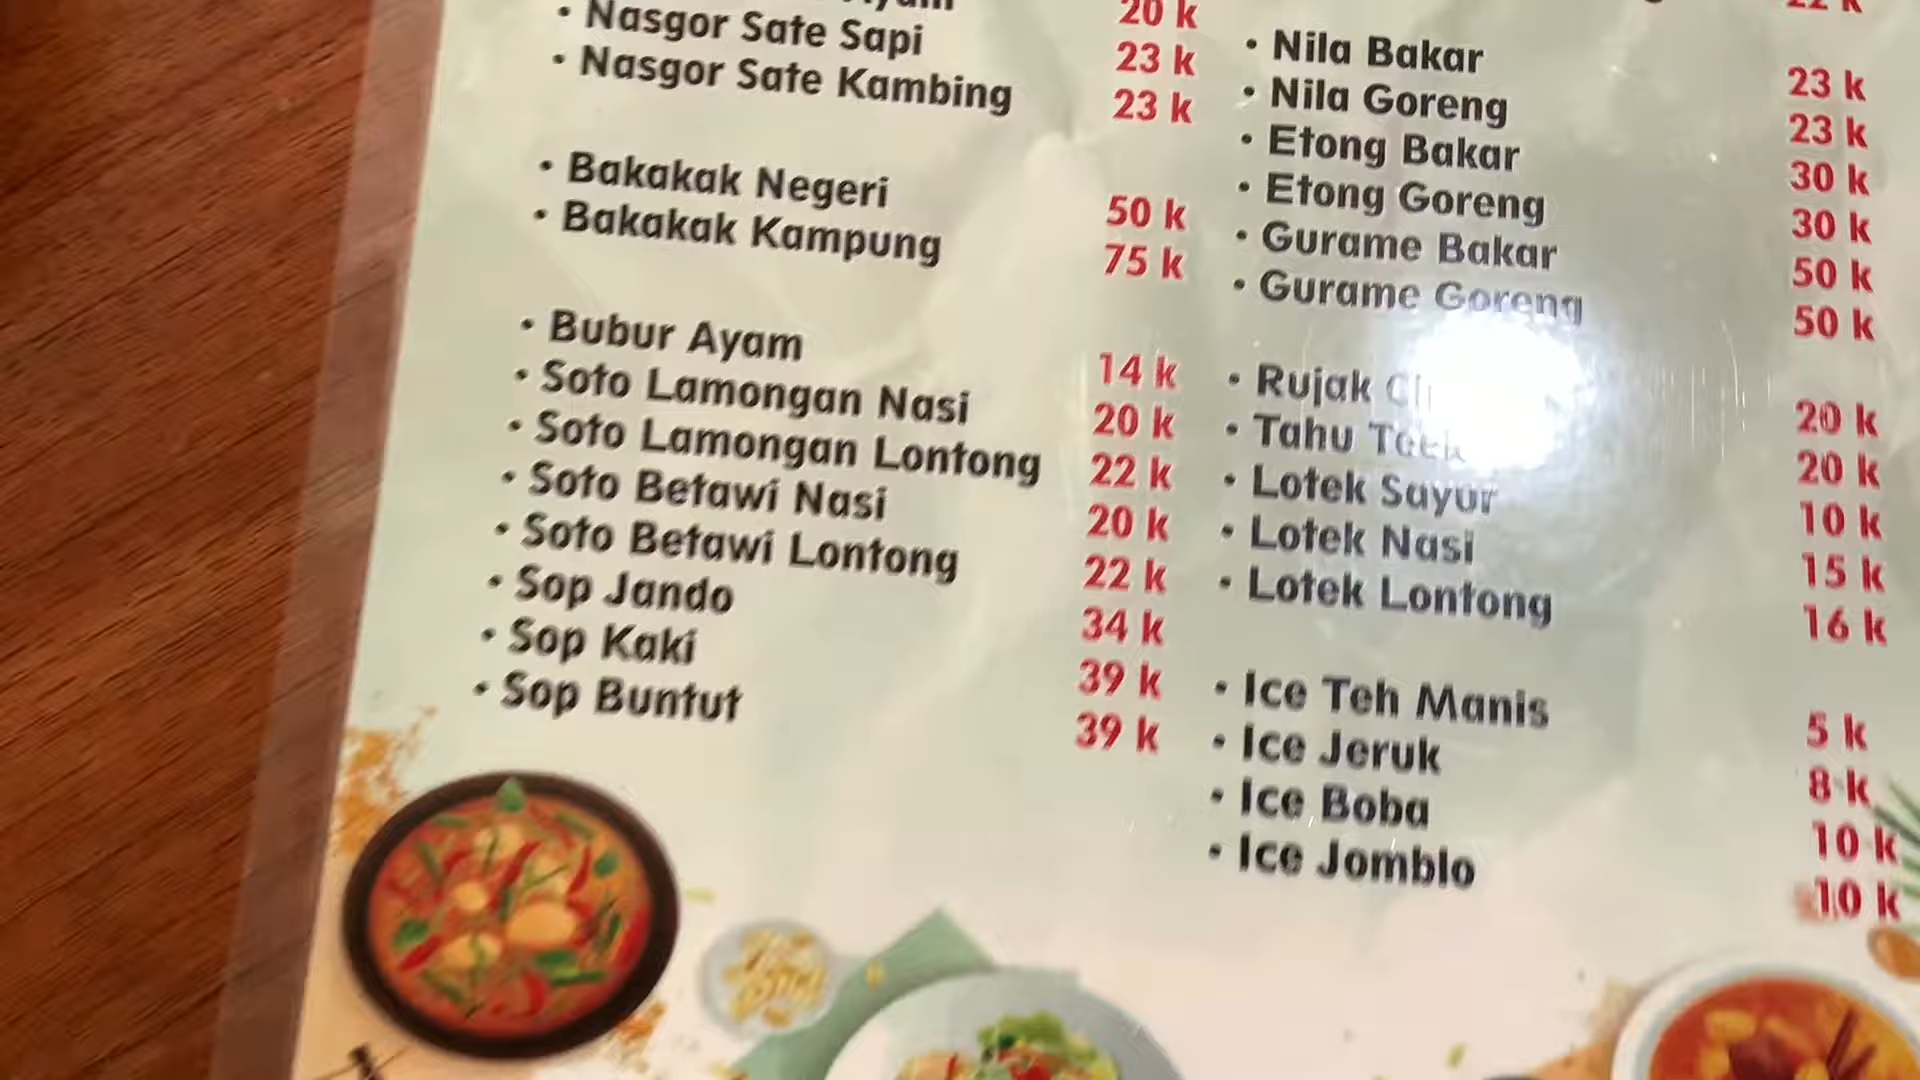 20 k
• Nasgor Sate Sapi 23 k
• Nasgor Sate Kambing 23 k
• Bakakak Negeri 50 k
• Bakakak Kampung 75 k
• Bubur Ayam 14 k
• Soto Lamongan Nasi 20 k
• Soto Lamongan Lontong 22 k
• Soto Betawi Nasi 20 k
• Soto Betawi Lontong 22 k
• Sop Jando 34 k
• Sop Kaki 39 k
• Sop Buntut 39 k
• Nila Bakar 23 k
• Nila Goreng 23 k
• Etong Bakar 30 k
• Etong Goreng 30 k
• Gurame Bakar 50 k
• Gurame Goreng 50 k
• Rujak 20 k
• Tahu 20 k
• Lotek Sayur 10 k
• Lotek Nasi 15 k
• Lotek Lontong 16 k
• Ice Teh Manis 5 k
• Ice Jeruk 8 k
• Ice Boba 10 k
• Ice Jomblo 10 k